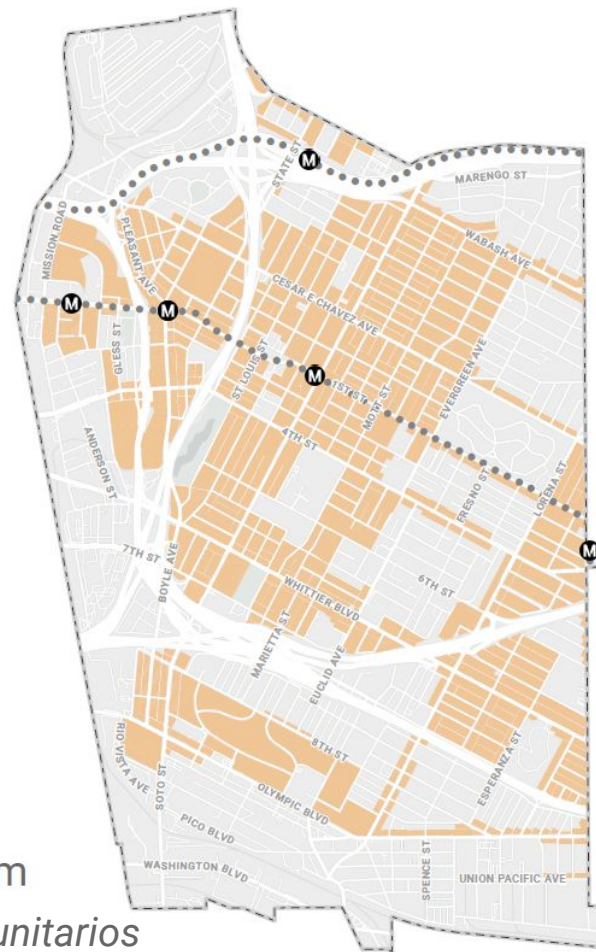 STATE ST
M
MARENGO ST
MISSION ROAD
PLEASANT AVE
WABASH AVE
CESAR E CHAVEZ AVE
M
M
GLESS ST
ST LOUIS ST
M
1ST ST
MOTT ST
EVERGREEN AVE
4TH ST
ANDERSON ST
FRESNO ST
LORENA ST
7TH ST
BOYLE AVE
M
6TH ST
WHITTIER BLVD
MARIETTA ST
EUCLID AVE
8TH ST
RIO VISTA AVE
SOTO ST
OLYMPIC BLVD
ESPERANZA ST
PICO BLVD
WASHINGTON BLVD
SPENCE ST
UNION PACIFIC AVE
m
unitarios